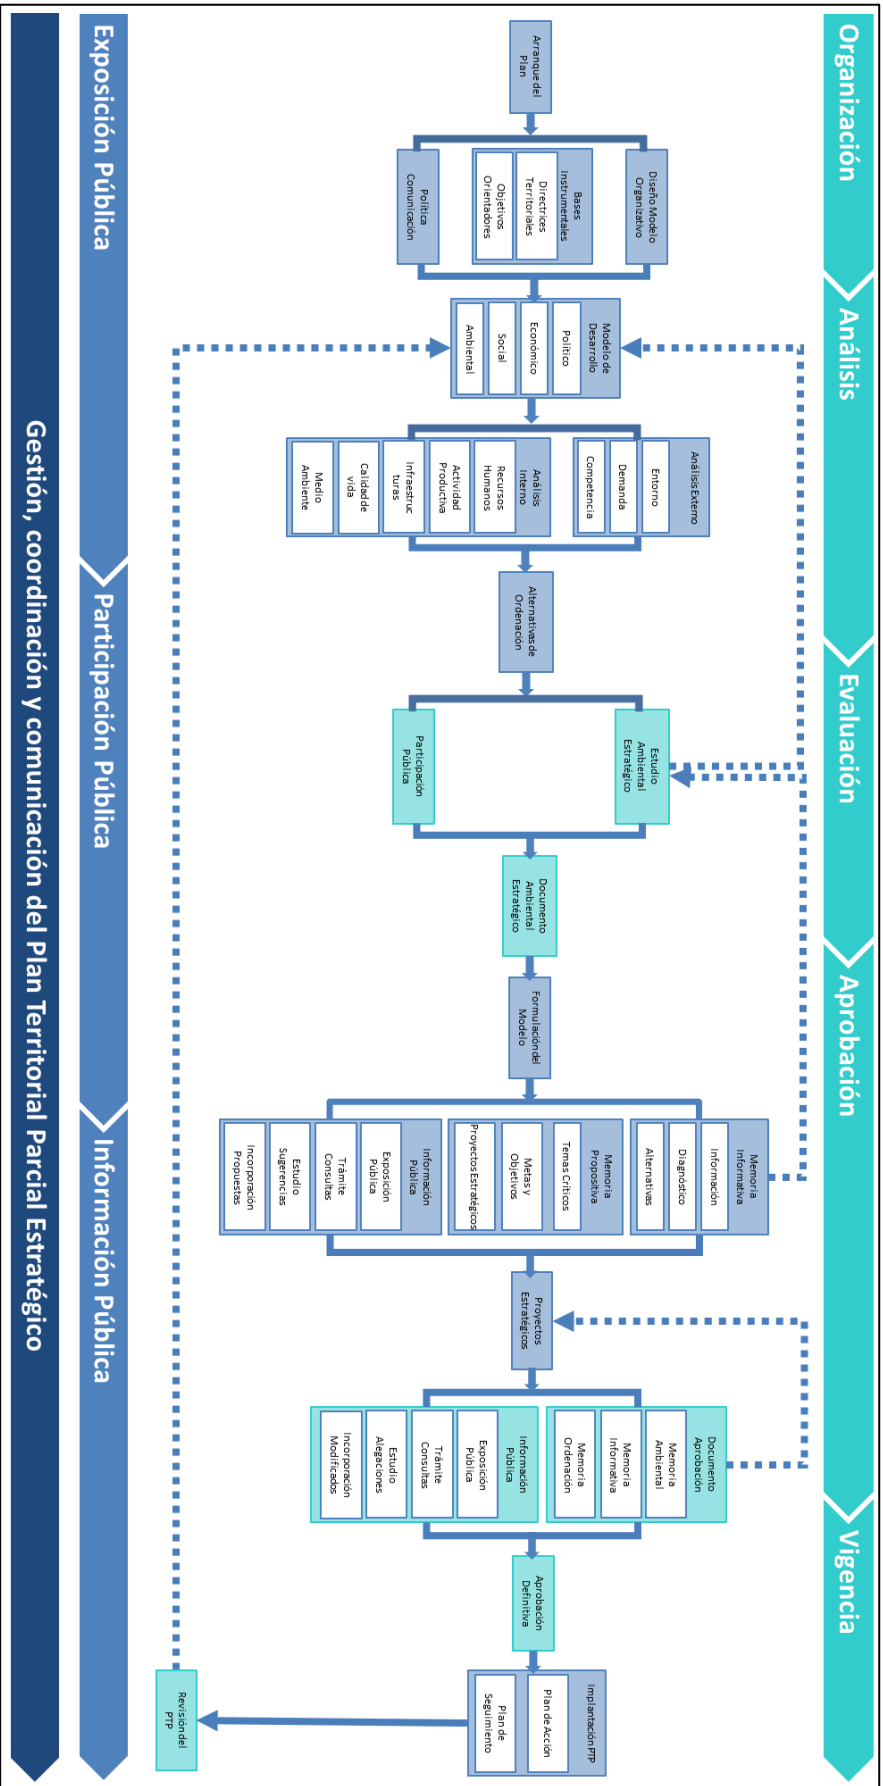 Organización
Análisis
Evaluación
Aprobación
Vigencia
Arranque del
Plan
Diseño Modelo
Organizativo
Bases
Instrumentales
Directrices
Territoriales
Objetivos
Orientadores
Política
Comunicación
Modelo de
Desarrollo
Político
Económico
Social
Ambiental
Análisis Externo
Entorno
Demanda
Competencia
Análisis
Interno
Recursos
Humanos
Actividad
Productiva
Infraestruc
turas
Calidad de
vida
Medio
Ambiente
Alternativas de
Ordenación
Estudio
Ambiental
Estratégico
Participación
Pública
Documento
Ambiental
Estratégico
Formulación del
Modelo
Memoria
Informativa
Información
Diagnóstico
Alternativas
Memoria
Propositiva
Temas Críticos
Metas y
Objetivos
Proyectos Estratégicos
Información
Pública
Exposición
Pública
Trámite
Consultas
Estudio
Sugerencias
Incorporación
Propuestas
Proyectos
Estratégicos
Documento
Aprobación
Memoria
Ambiental
Memoria
Informativa
Memoria
Ordenación
Información
Pública
Exposición
Pública
Trámite
Consultas
Estudio
Alegaciones
Incorporación
Modificados
Aprobación
Definitiva
Implantación PTP
Plan de Acción
Plan de
Seguimiento
Revisión del
PTP
Exposición Pública
Participación Pública
Información Pública
Gestión, coordinación y comunicación del Plan Territorial Parcial Estratégico